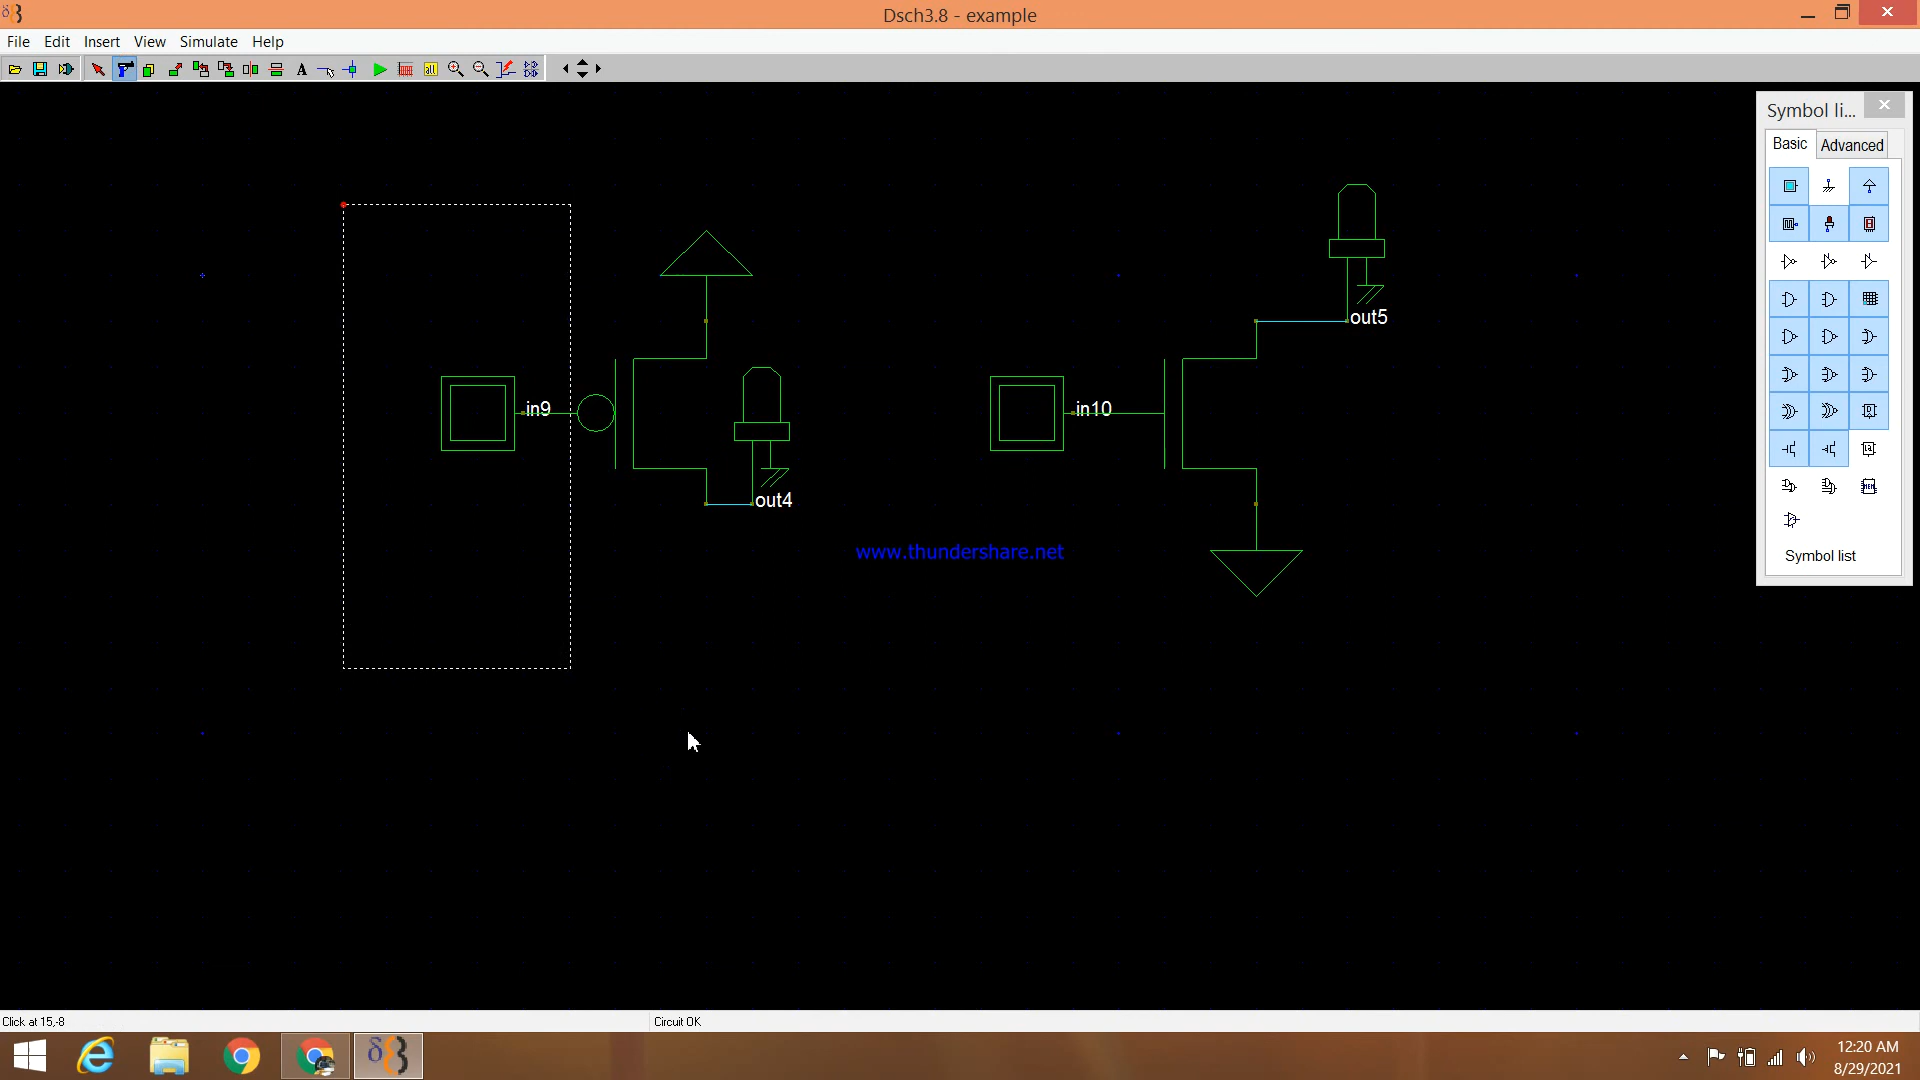 Dsch3.8 - example
File Edit Insert View Simulate Help
Symbol li...
Basic Advanced
out5
in9
in10
out4
www.thundershare.net
Symbol list
Click at 15,-8
Circuit OK
12:20 AM
8/29/2021